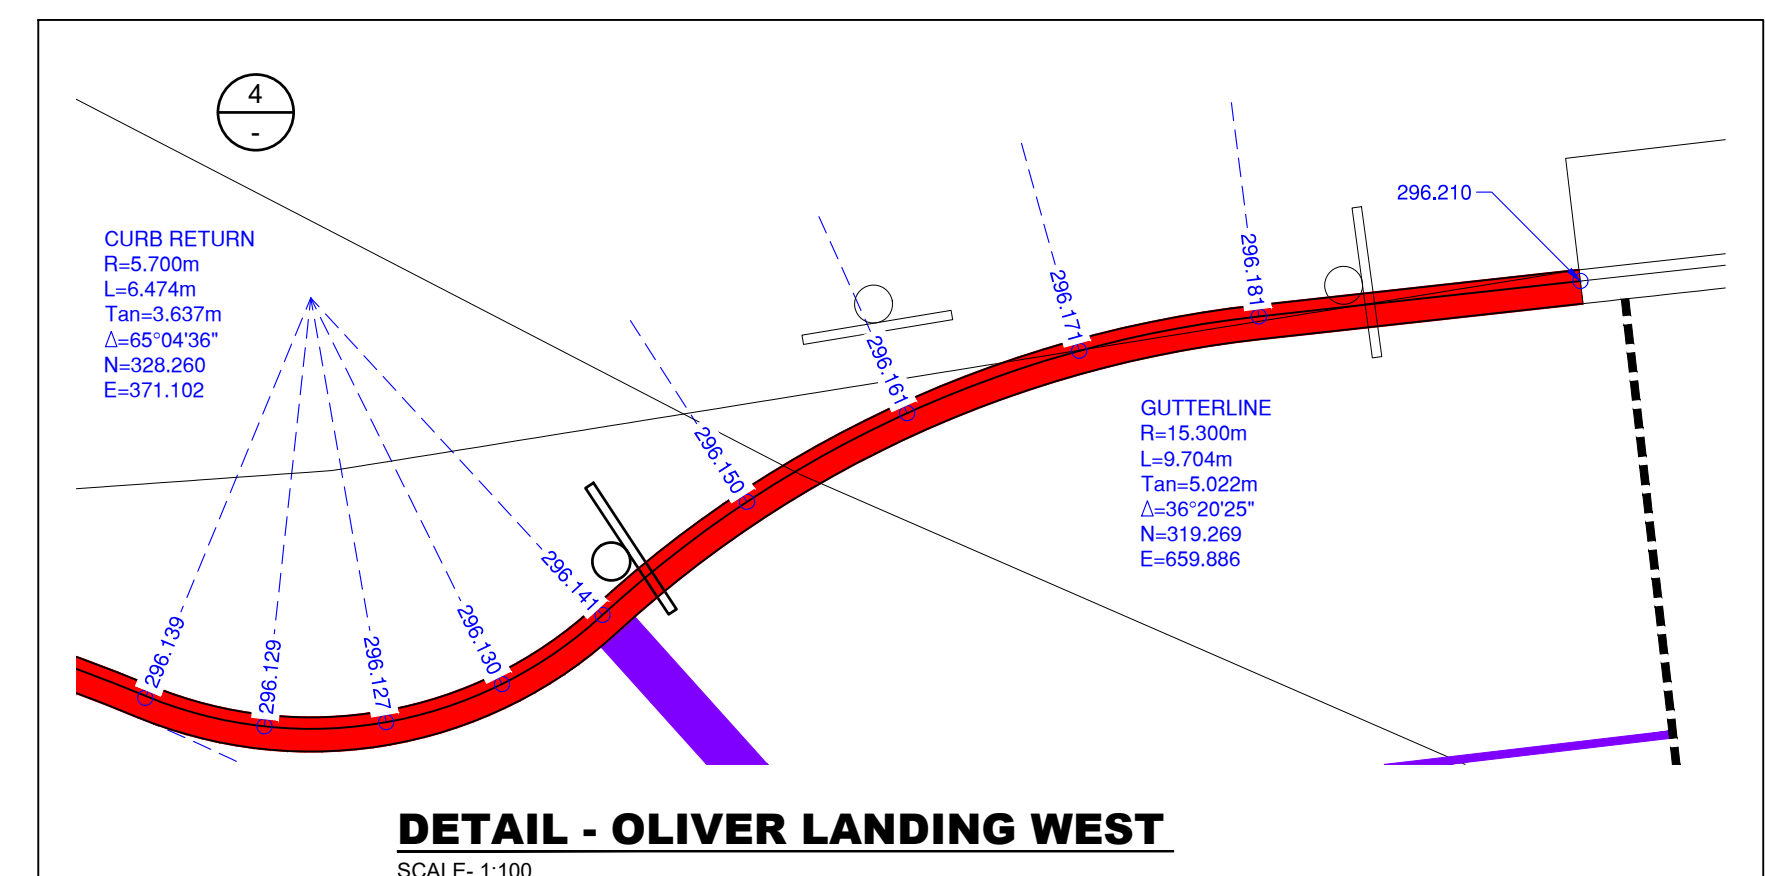 4
-
296.210
CURB RETURN
R=5.700m
L=6.474m
Tan=3.637m
Δ=65°04'36"
N=328.260
E=371.102
296.181
296.171
296.161
296.150
296.141
296.139
296.129
296.127
296.130
GUTTERLINE
R=15.300m
L=9.704m
Tan=5.022m
Δ=36°20'25"
N=319.269
E=659.886
DETAIL - OLIVER LANDING WEST
SCALE- 1:100